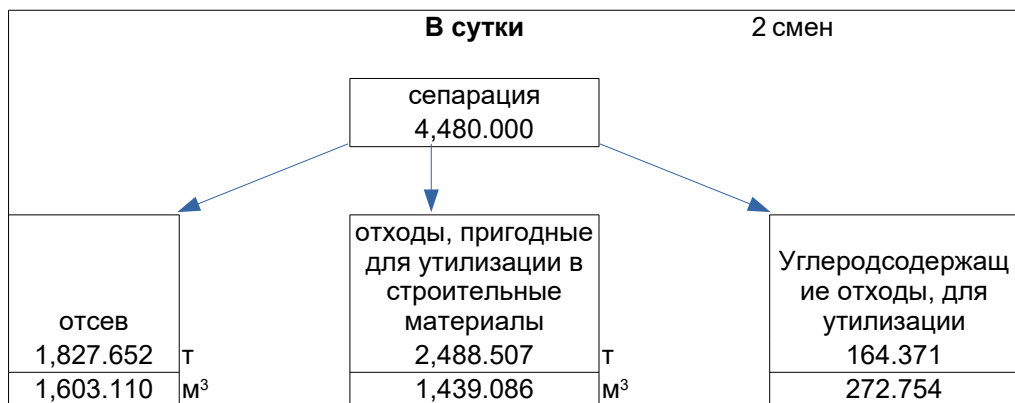 В сутки 2 смен
сепарация
4,480.000
отходы, пригодные
для утилизации в
строительные
материалы
Углеродсодержащ
ие отходы, для
утилизации
отсев
1,827.652 т 2,488.507 т 164.371
1,603.110 м³ 1,439.086 м³ 272.754